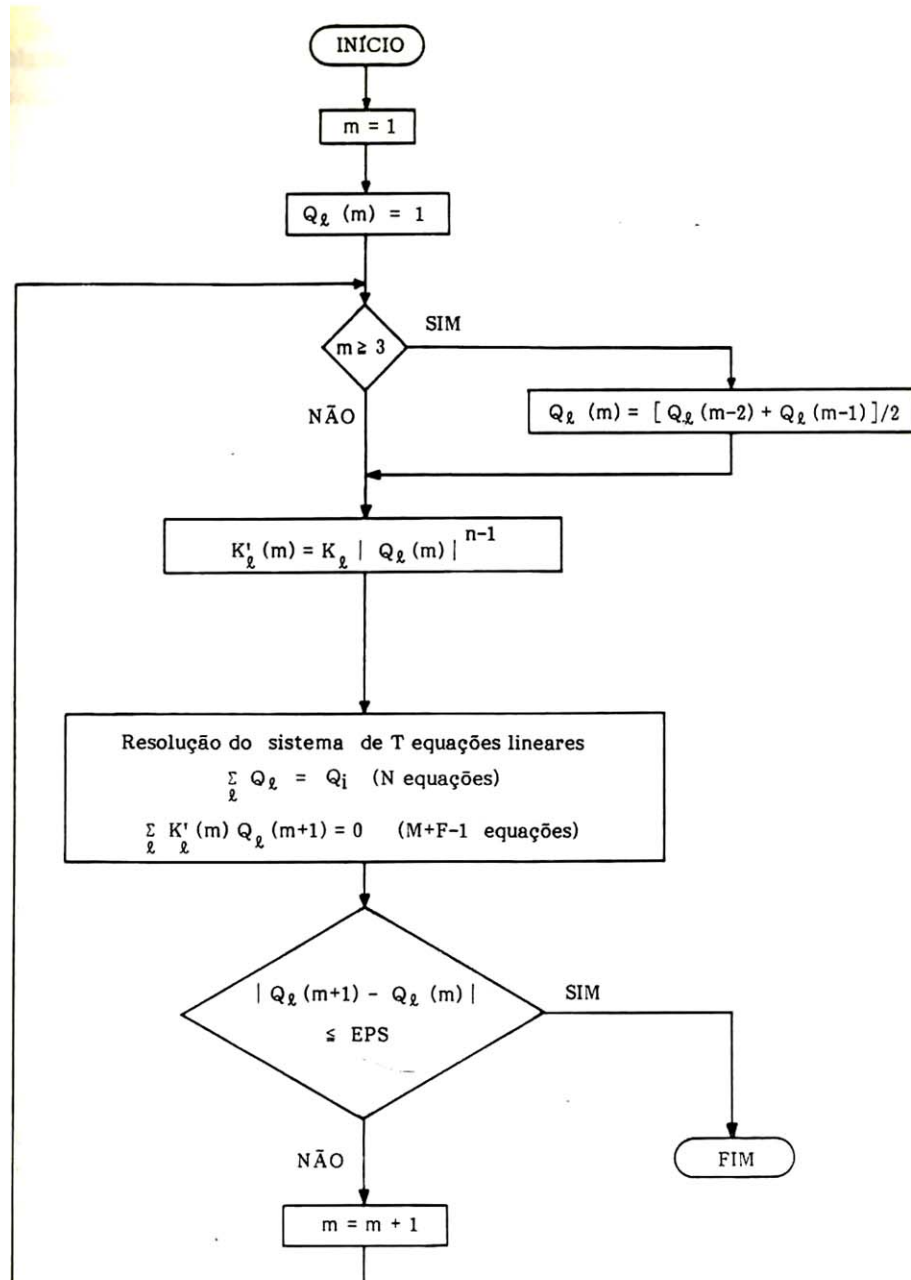 INÍCIO
m = 1
Qℓ (m) = 1
m ≧ 3
SIM
NÃO
Qℓ (m) = [Qℓ (m-2) + Qℓ (m-1)]/2
K'ℓ (m) = Kℓ | Qℓ (m) | n-1
Resolução do sistema de T equações lineares
Σℓ Qℓ = Qi (N equações)
Σℓ K'ℓ (m) Qℓ (m+1) = 0 (M+F-1 equações)
| Qℓ (m+1) - Qℓ (m) |
≦ EPS
SIM
NÃO
FIM
m = m + 1